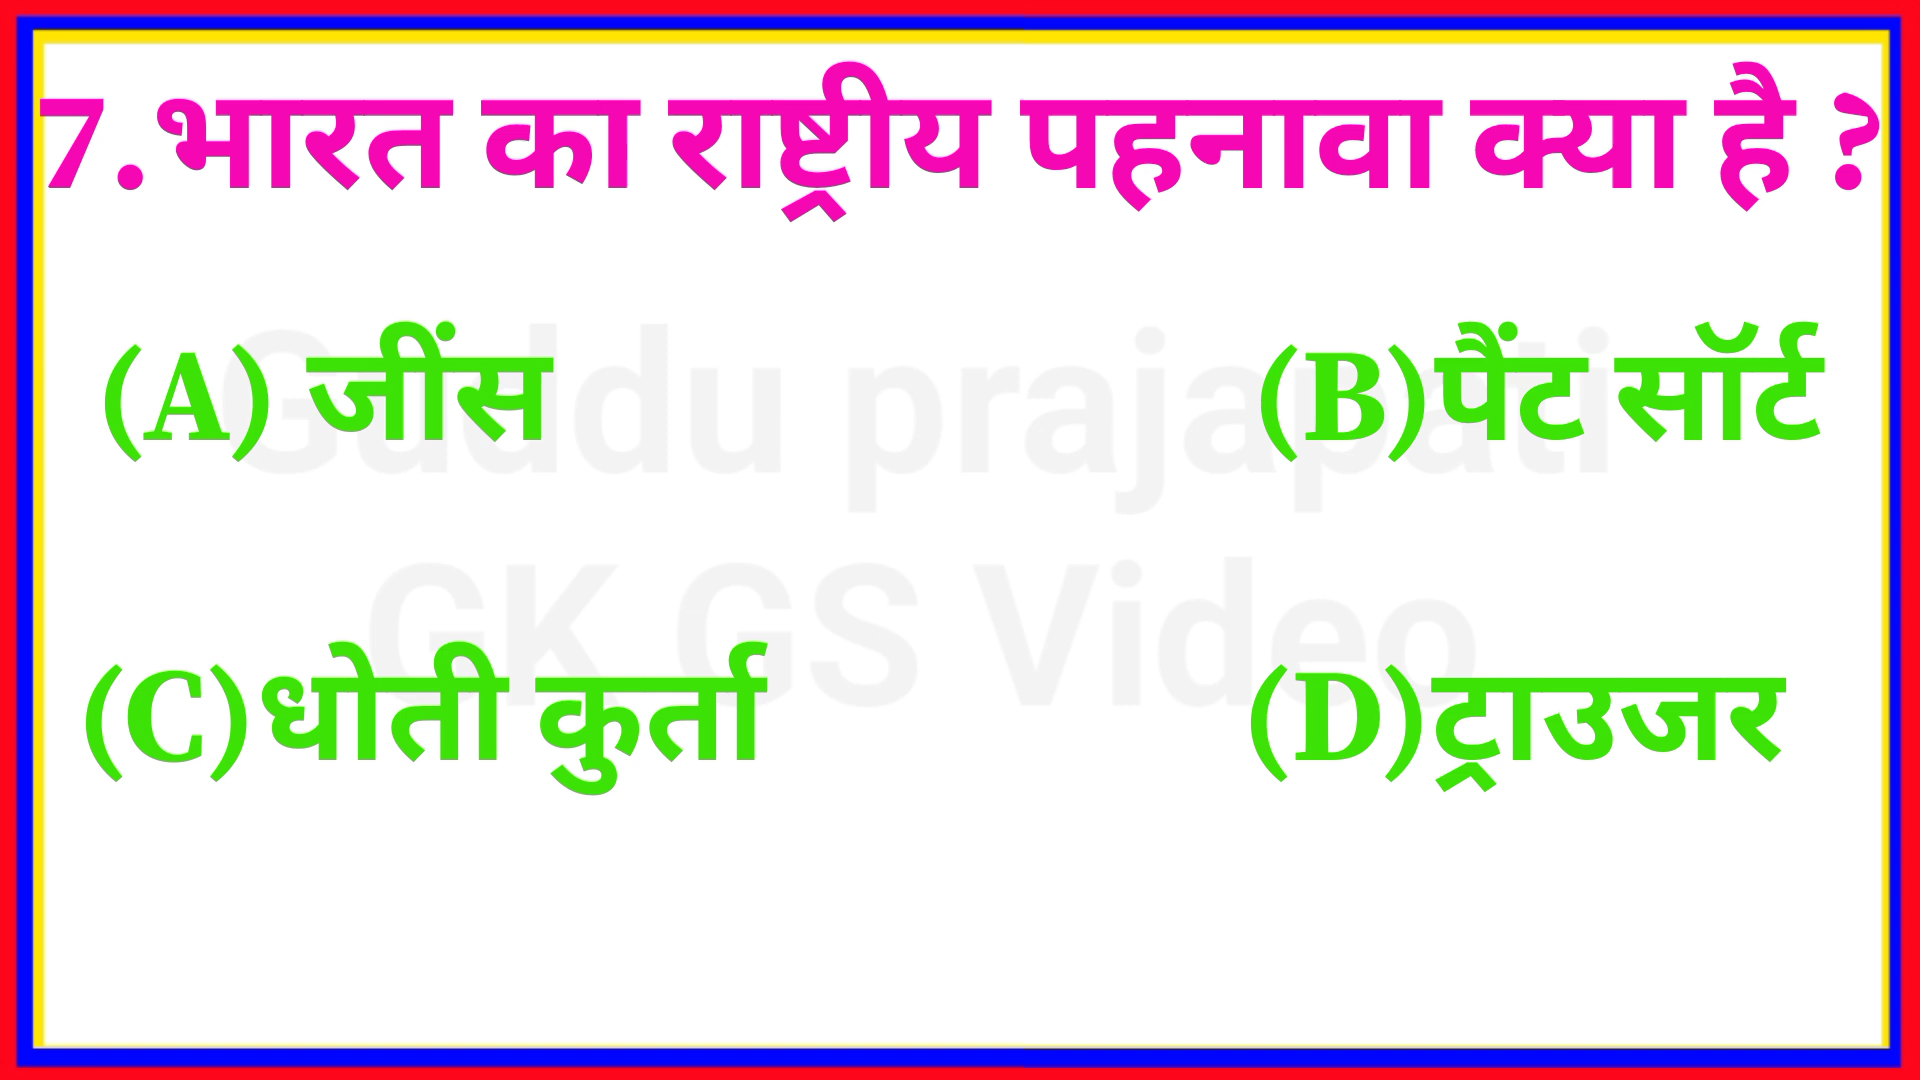 7.भारत का राष्ट्रीय पहनावा क्या है ?
(A) जींस
(B)पैंट सॉर्ट
Guddu prajapati
GK GS Video
(C)धोती कुर्ता
(D)ट्राउजर